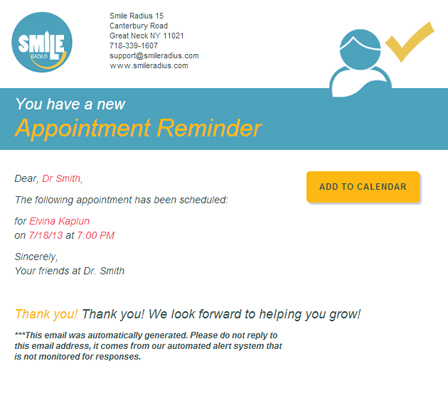 SMILE
RADIUS
Smile Radius 15
Canterbury Road
Great Neck NY 11021
718-339-1607
support@smileradius.com
www.smileradius.com
You have a new
Appointment Reminder
Dear, Dr Smith,
ADD TO CALENDAR
The following appointment has been scheduled:
for Elvina Kaplun
on 7/18/13 at 7:00 PM
Sincerely,
Your friends at Dr. Smith
Thank you! Thank you! We look forward to helping you grow!
***This email was automatically generated. Please do not reply to
this email address, it comes from our automated alert system that
is not monitored for responses.